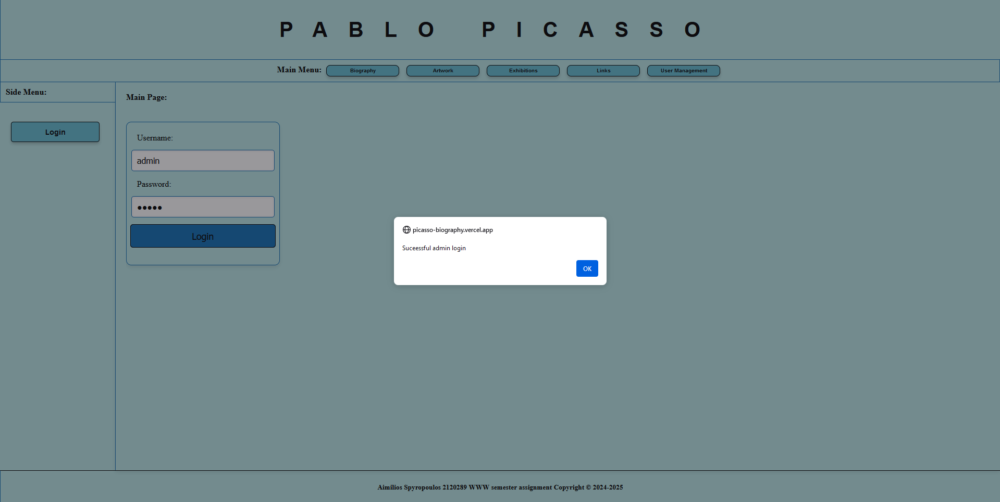 PABLO PICASSO
Main Menu: Biography Artwork Exhibitions Links User Management
Side Menu:
Login
Main Page:
Username:
admin
Password:
●●●●●
Login
picasso-biography.vercel.app
Suceessful admin login
OK
Aimilios Spyropoulos 2120289 WWW semester assignment Copyright © 2024-2025